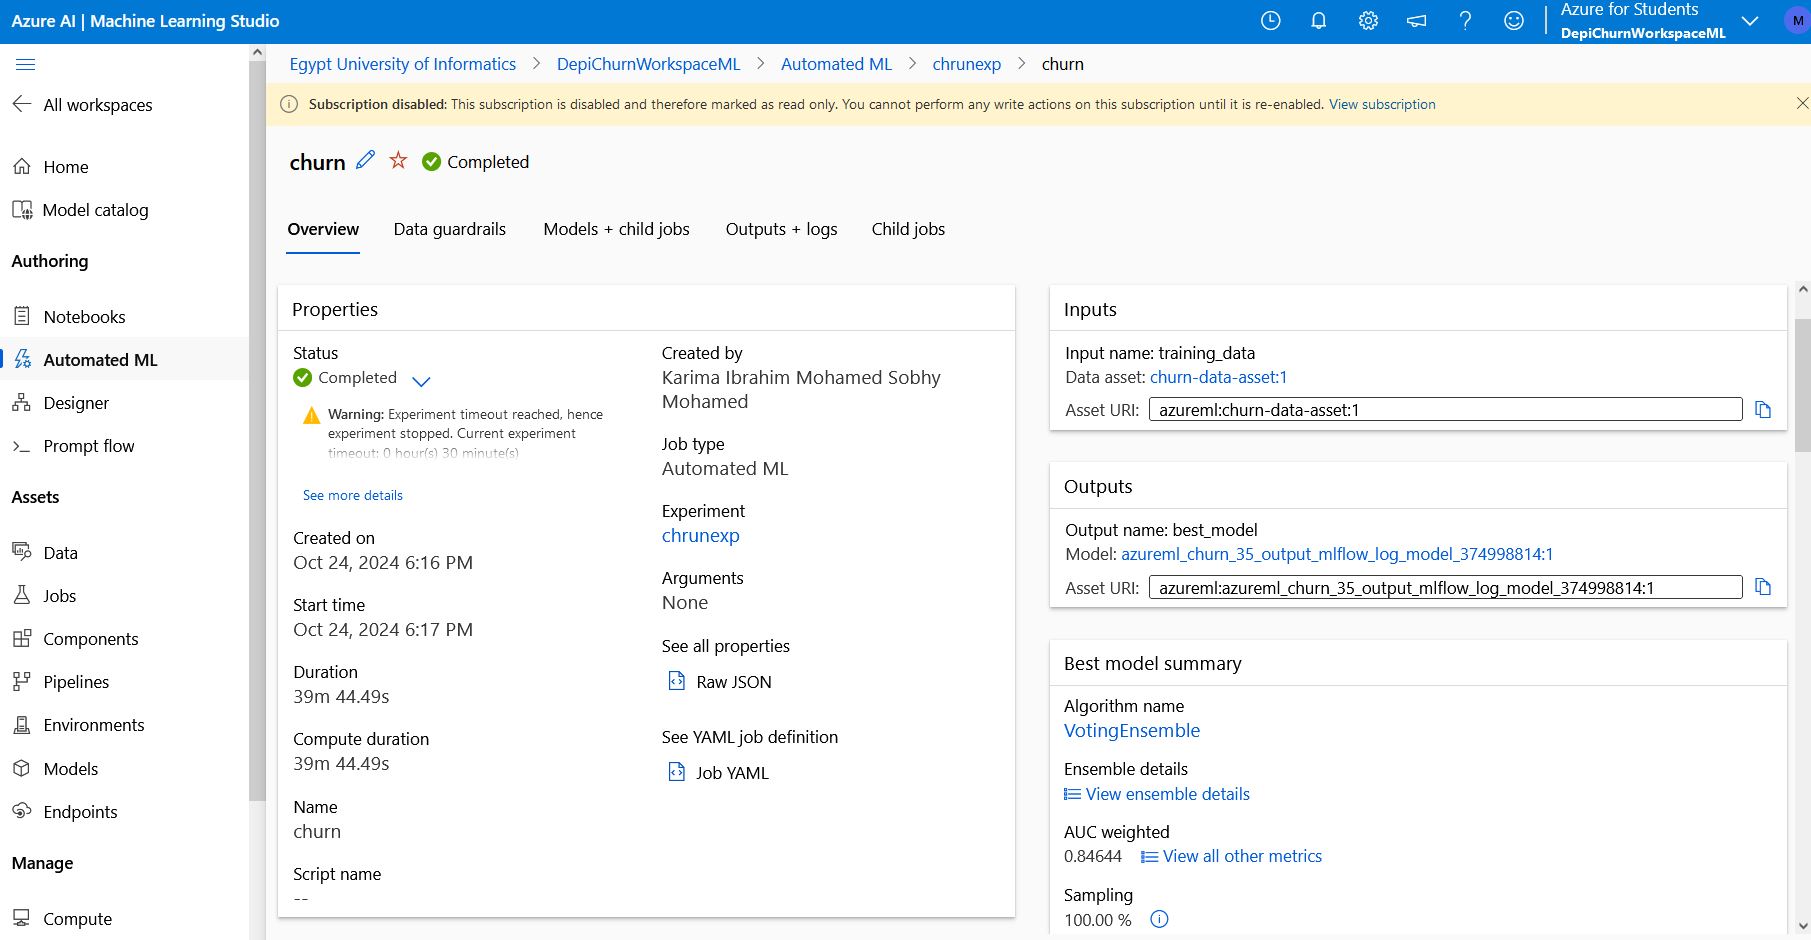 Azure AI | Machine Learning Studio
Azure for Students
DepiChurnWorkspaceML
M
All workspaces
Home
Model catalog
Authoring
Notebooks
Automated ML
Designer
Prompt flow
Assets
Data
Jobs
Components
Pipelines
Environments
Models
Endpoints
Manage
Compute
Egypt University of Informatics > DepiChurnWorkspaceML > Automated ML > chrunexp > churn
Subscription disabled: This subscription is disabled and therefore marked as read only. You cannot perform any write actions on this subscription until it is re-enabled. View subscription
churn Completed
Overview Data guardrails Models + child jobs Outputs + logs Child jobs
Properties
Status
Completed
Warning: Experiment timeout reached, hence
experiment stopped. Current experiment
timeout: 0 hour(s) 30 minute(s)
See more details
Created on
Oct 24, 2024 6:16 PM
Start time
Oct 24, 2024 6:17 PM
Duration
39m 44.49s
Compute duration
39m 44.49s
Name
churn
Script name
--
Created by
Karima Ibrahim Mohamed Sobhy
Mohamed
Job type
Automated ML
Experiment
chrunexp
Arguments
None
See all properties
Raw JSON
See YAML job definition
Job YAML
Inputs
Input name: training_data
Data asset: churn-data-asset:1
Asset URI: azureml:churn-data-asset:1
Outputs
Output name: best_model
Model: azureml_churn_35_output_mlflow_log_model_374998814:1
Asset URI: azureml:azureml_churn_35_output_mlflow_log_model_374998814:1
Best model summary
Algorithm name
VotingEnsemble
Ensemble details
View ensemble details
AUC weighted
0.84644 View all other metrics
Sampling
100.00 %